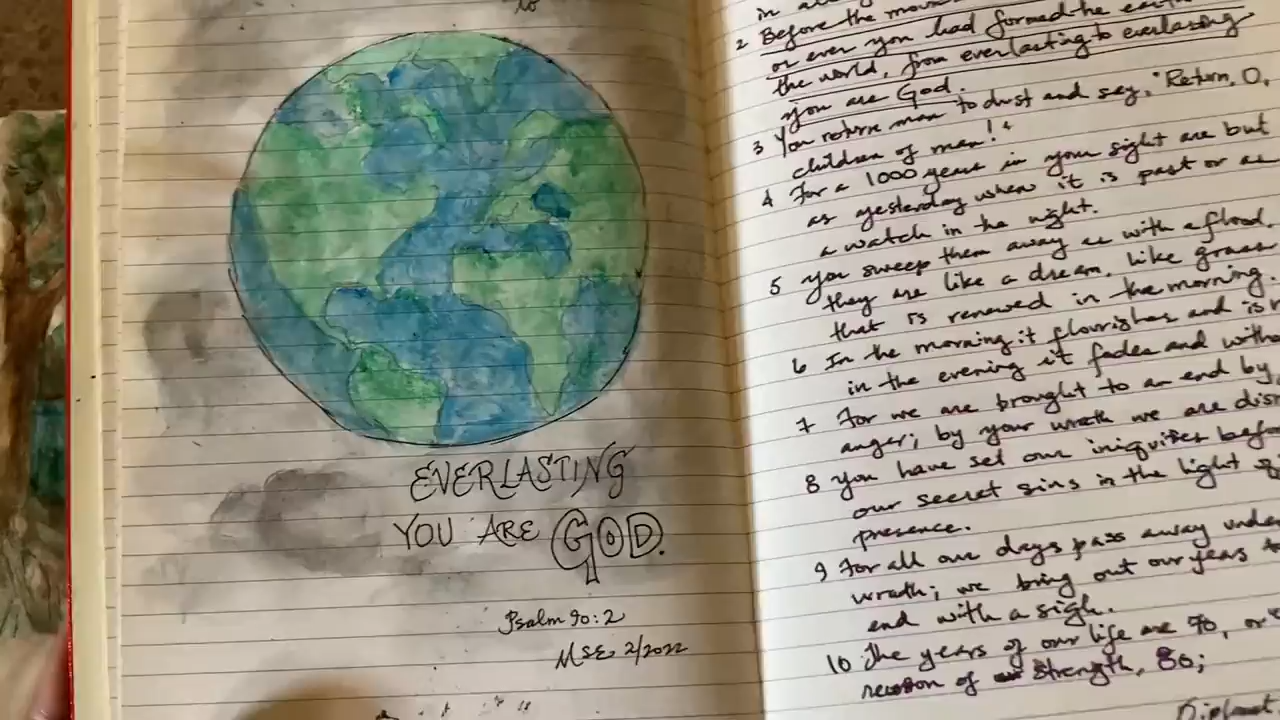 to
EVERLASTING
YOU ARE GOD.
Psalm 90:2
MSE 2/2022
in all
2 Before the moun
or ever you had formed the earth
the world, from everlasting to everlasting
you are God.
3 You return man to dust and say, "Return, O,
children of man!"
4 For a 1000 years in your sight are but
as yesterday when it is past or as
a watch in the night.
5 You sweep them away as with a flood,
they are like a dream, like grass
that is renewed in the morning.
6 In the morning it flourishes and is
in the evening it fades and withe
7 For we are brought to an end by
anger; by your wrath we are dism
8 You have set our iniquities before
our secret sins in the light of
presence.
9 For all our days pass away under
wrath; we bring out our years to
end with a sigh.
10 The years of our life are 70, or
reason of strength, 80;